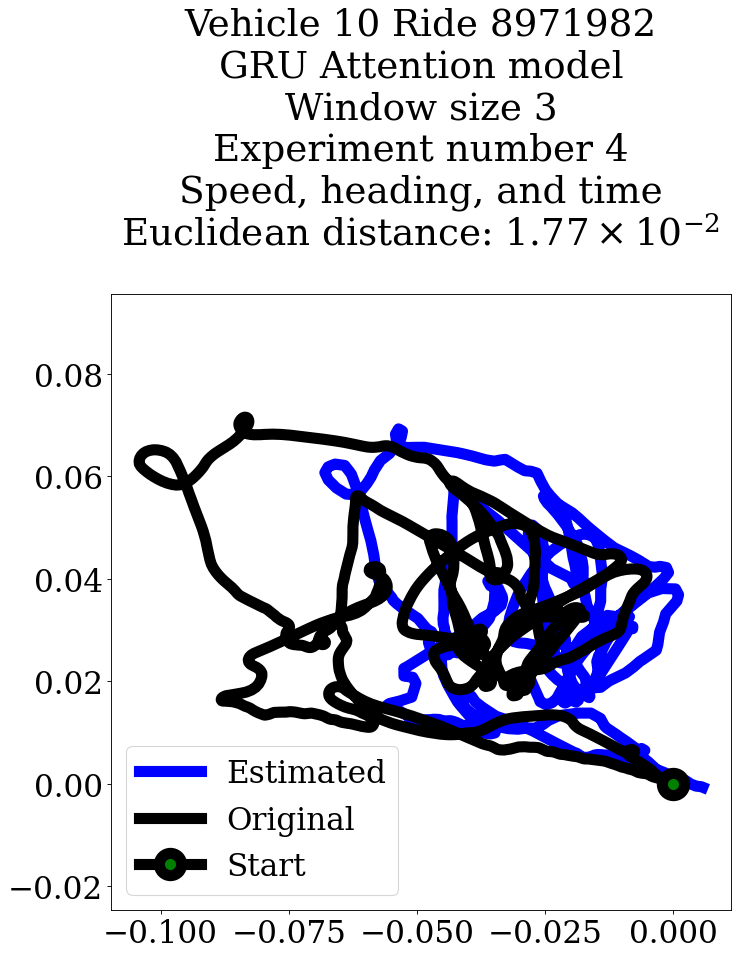 Vehicle 10 Ride 8971982
GRU Attention model
Window size 3
Experiment number 4
Speed, heading, and time
Euclidean distance: 1.77 × 10⁻²
0.08
0.06
0.04
0.02
0.00
−0.02
Estimated
Original
Start
−0.100 −0.075 −0.050 −0.025 0.000